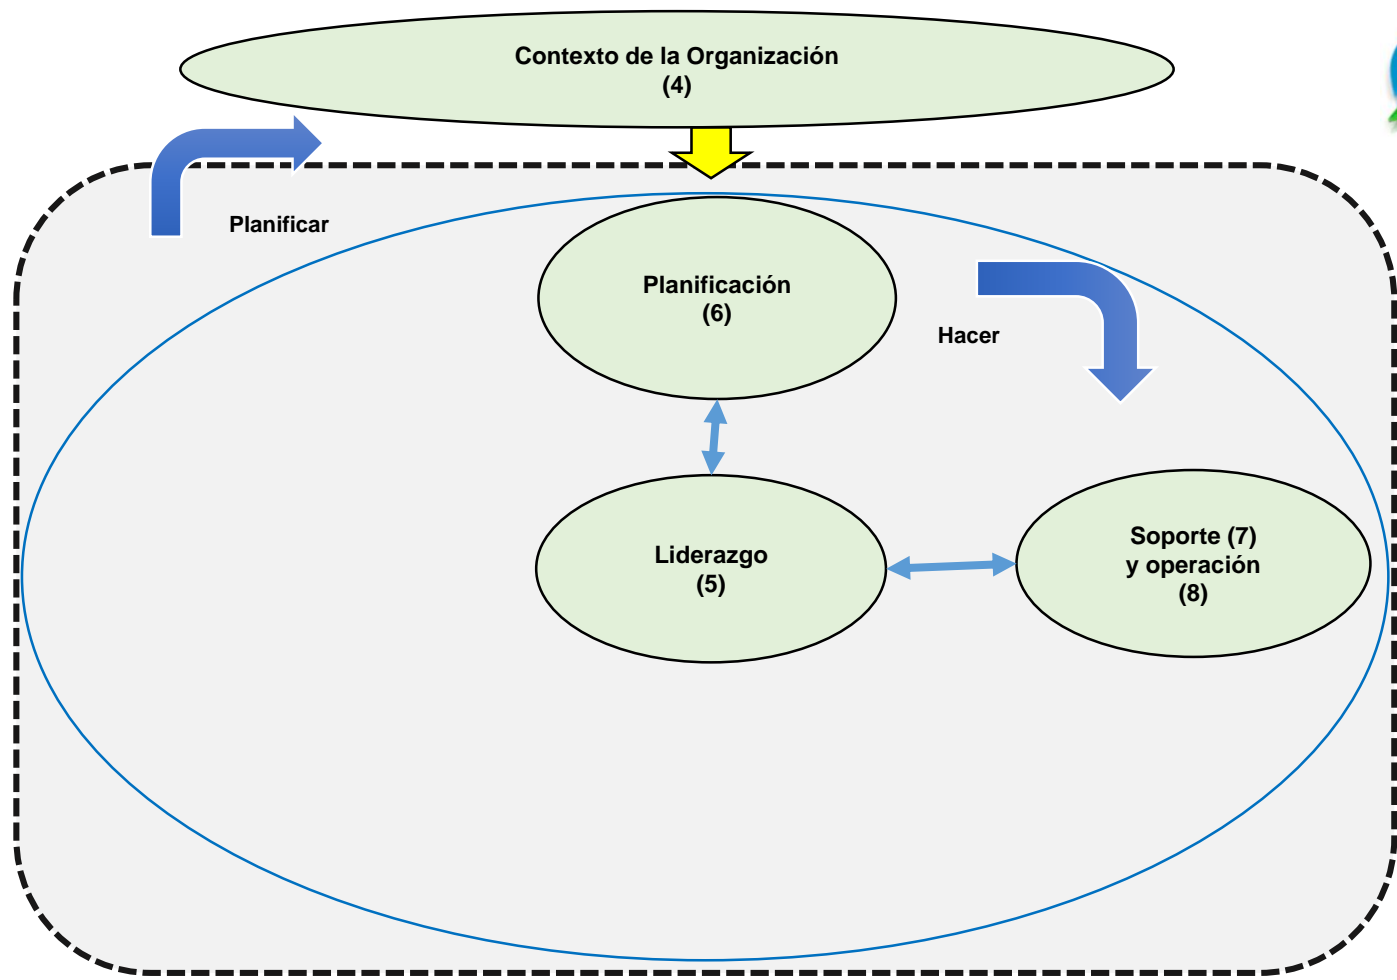 Contexto de la Organización
(4)
Planificar
Planificación
(6)
Hacer
Liderazgo
(5)
Soporte (7)
y operación
(8)